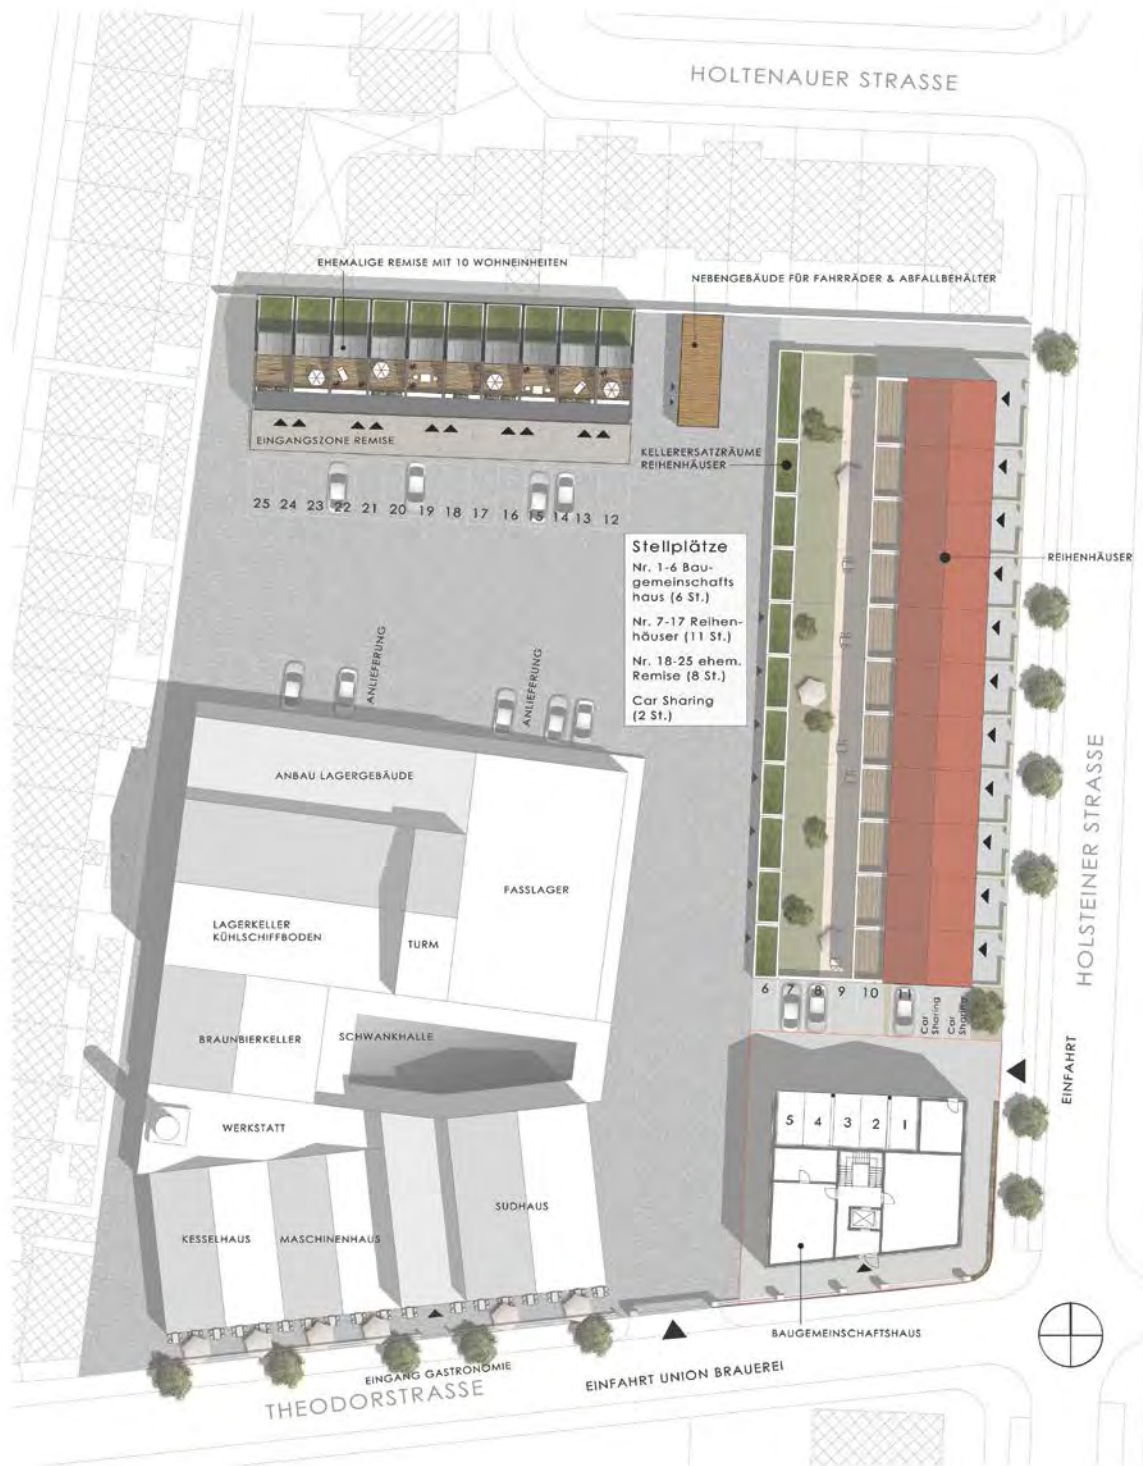 HOLTENAUER STRASSE
EHEMALIGE REMISE MIT 10 WOHNEINHEITEN
NEBENGEBÄUDE FÜR FAHRRÄDER & ABFALLBEHÄLTER
EINGANGSZONE REMISE
KELLERERSATZRÄUME
REIHENHÄUSER
25 24 23 22 21 20 19 18 17 16 15 14 13 12
Stellplätze
Nr. 1-6 Bau-
gemeinschafts
haus (6 St.)
Nr. 7-17 Reihen-
häuser (11 St.)
Nr. 18-25 ehem.
Remise (8 St.)
Car Sharing
(2 St.)
REIHENHÄUSER
ANLIEFERUNG
ANLIEFERUNG
ANBAU LAGERGEBÄUDE
FASSLAGER
LAGERKELLER
KÜHLSCHIFFBODEN
TURM
HOLSTEINER STRASSE
6 7 8 9 10 11
Car
Sharing
Car
Sharing
BRAUNBIERKELLER
SCHWANKHALLE
EINFAHRT
WERKSTATT
5 4 3 2 1
SUDHAUS
KESSELHAUS
MASCHINENHAUS
BAUGEMEINSCHAFTSHAUS
EINGANG GASTRONOMIE
EINFAHRT UNION BRAUEREI
THEODORSTRASSE